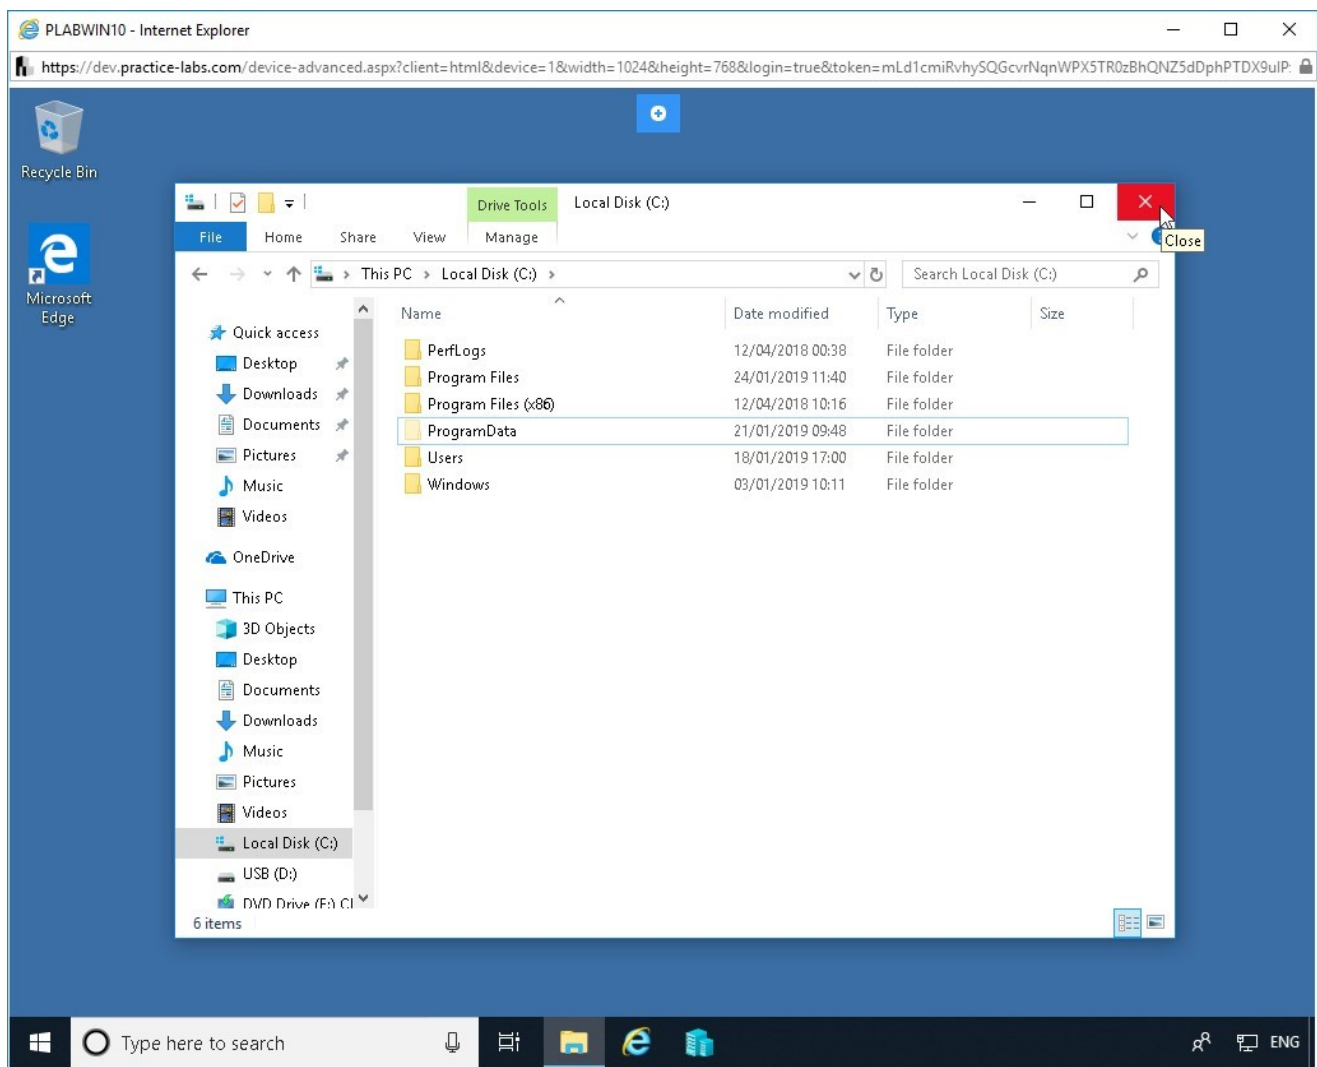 PLABWIN10 - Internet Explorer
https://dev.practice-labs.com/device-advanced.aspx?client=html&device=1&width=1024&height=768&login=true&token=mLd1cmiRvhySQGcvrNqnWPX5TR0zBhQNZ5dDphPTDX9uIP:
Recycle Bin
Microsoft
Edge
Drive Tools Local Disk (C:)
File Home Share View Manage
Close
This PC > Local Disk (C:) >
Search Local Disk (C:)
Name Date modified Type Size
Quick access
Desktop
Downloads
Documents
Pictures
Music
Videos
OneDrive
This PC
3D Objects
Desktop
Documents
Downloads
Music
Pictures
Videos
Local Disk (C:)
USB (D:)
DVD Drive (E:) CI
PerfLogs 12/04/2018 00:38 File folder
Program Files 24/01/2019 11:40 File folder
Program Files (x86) 12/04/2018 10:16 File folder
ProgramData 21/01/2019 09:48 File folder
Users 18/01/2019 17:00 File folder
Windows 03/01/2019 10:11 File folder
6 items
Type here to search
ENG